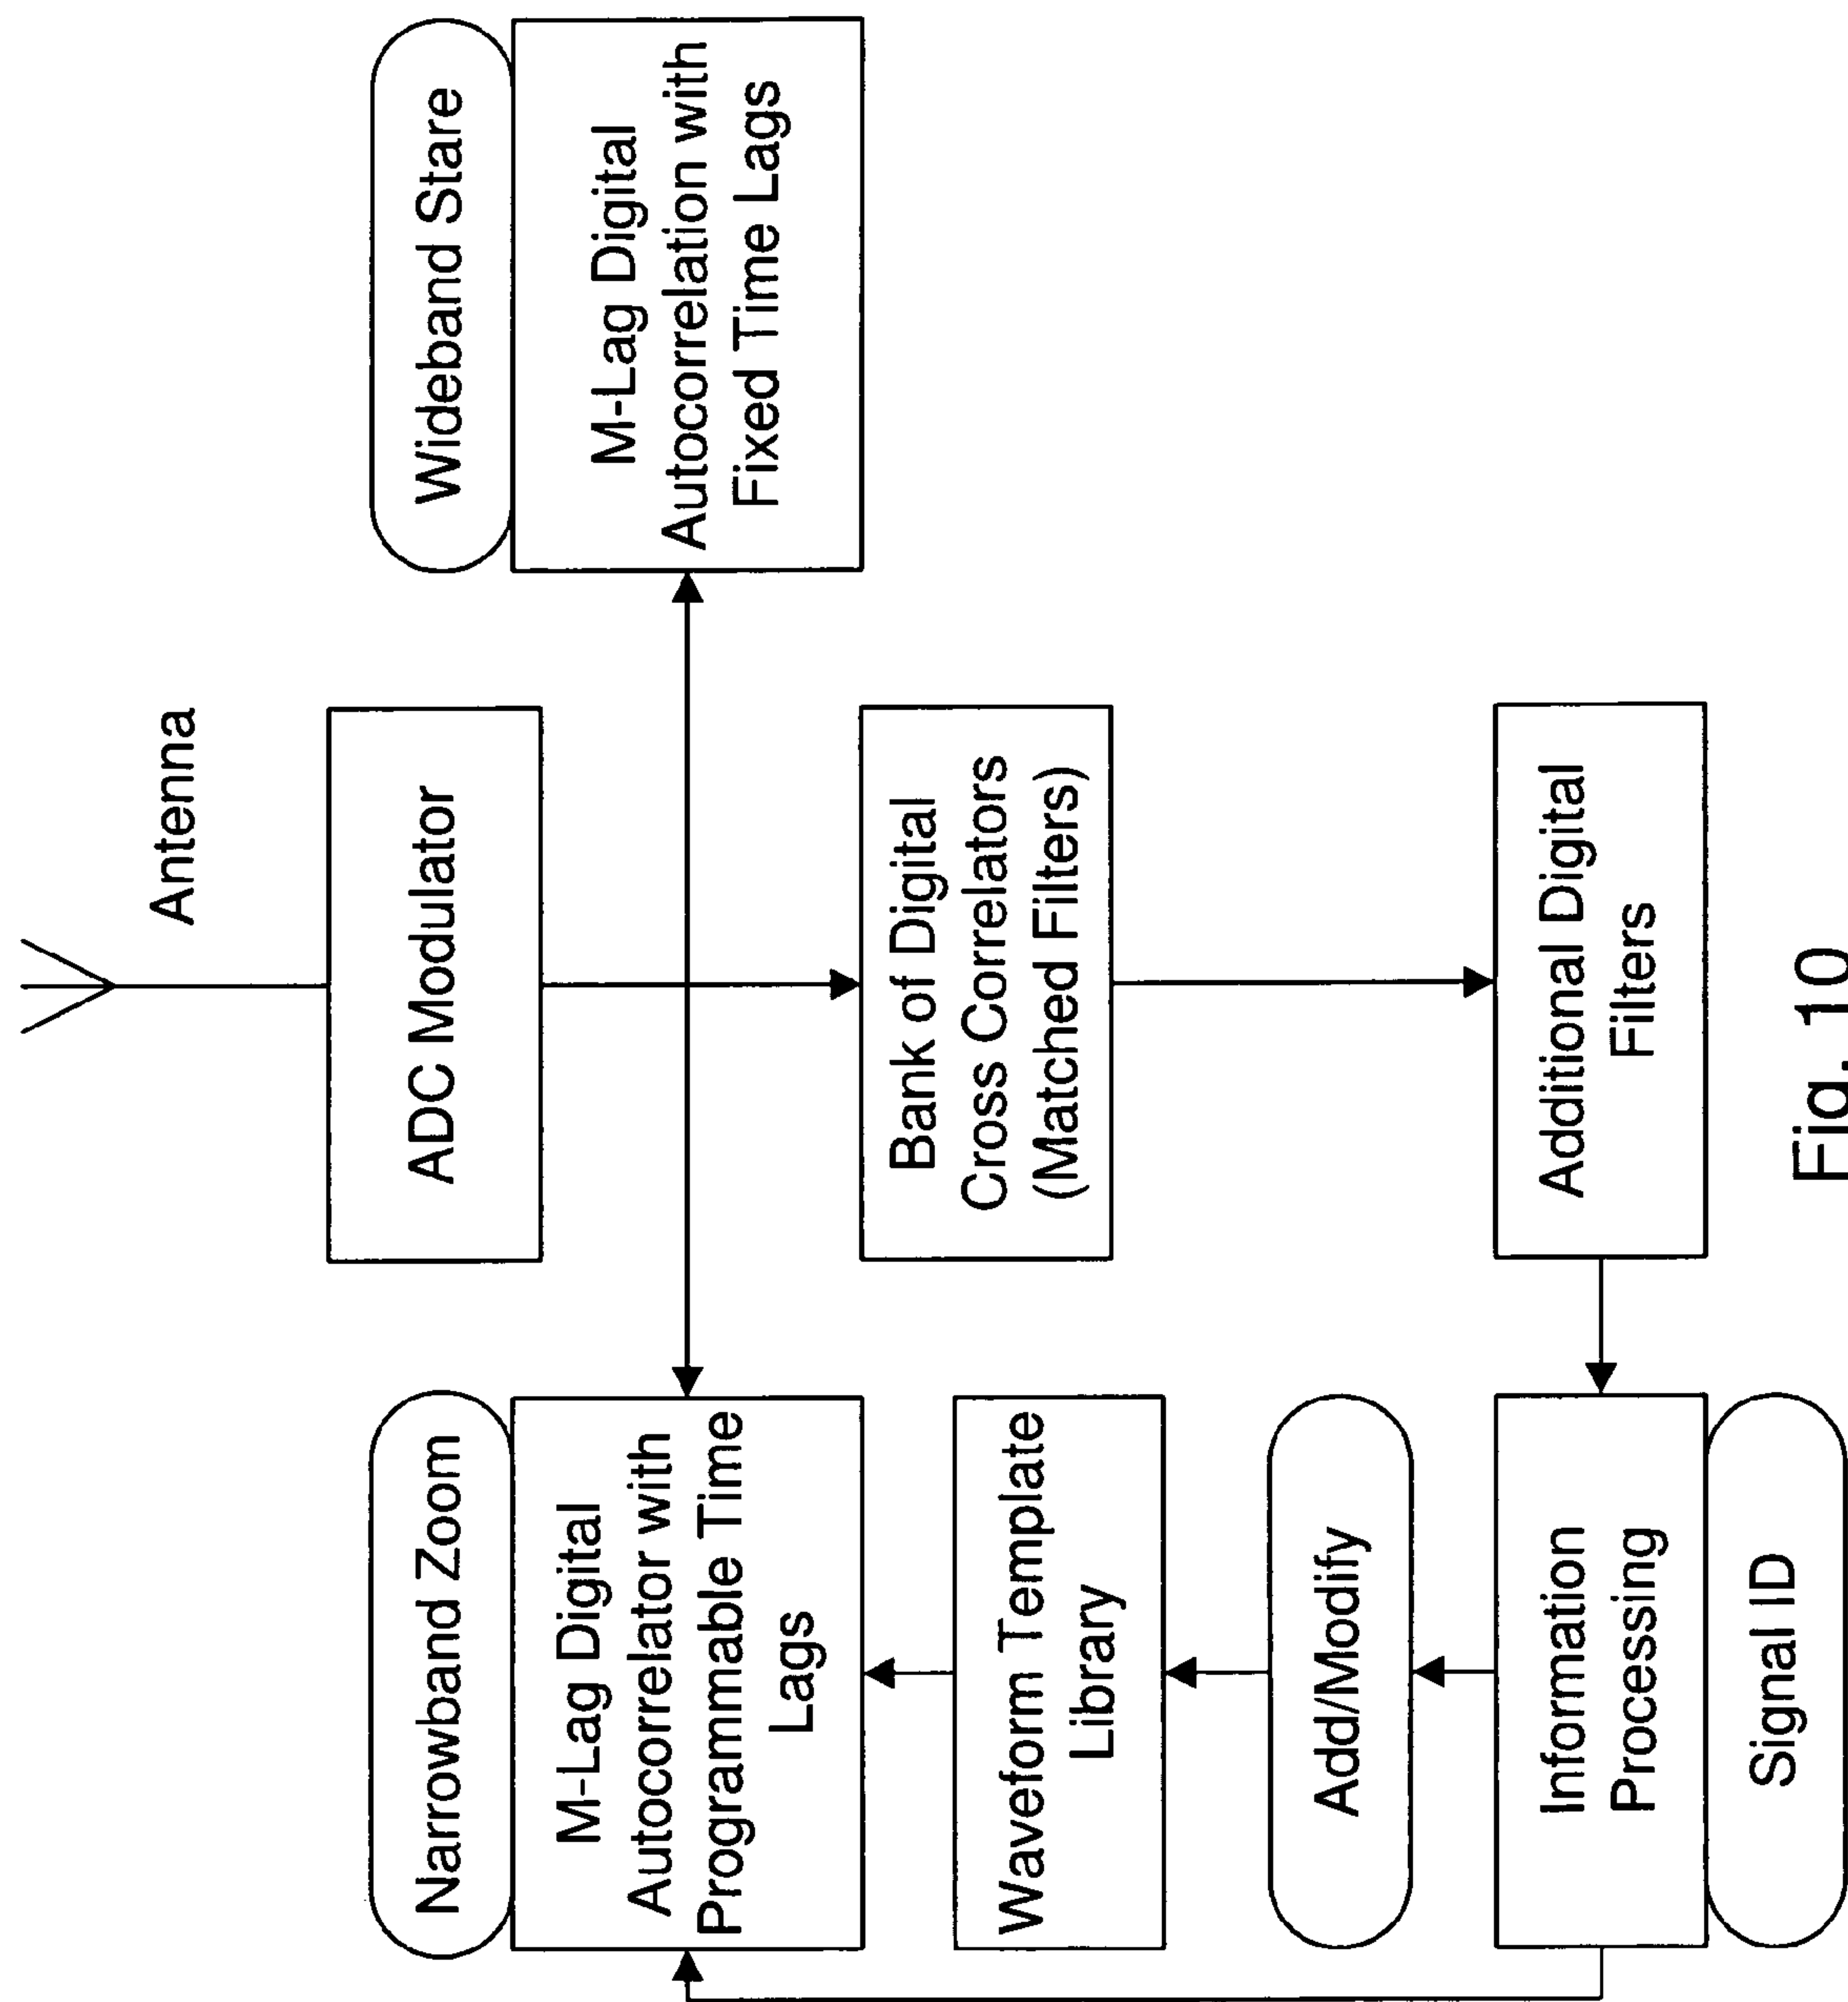 Antenna
ADC Modulator
Narrowband Zoom
M-Lag Digital
Autocorrelator with
Programmable Time
Lags
Wideband Stare
M-Lag Digital
Autocorrelation with
Fixed Time Lags
Bank of Digital
Cross Correlators
(Matched Filters)
Waveform Template
Library
Add/Modify
Information
Processing
Signal ID
Additional Digital
Filters
Fig. 10